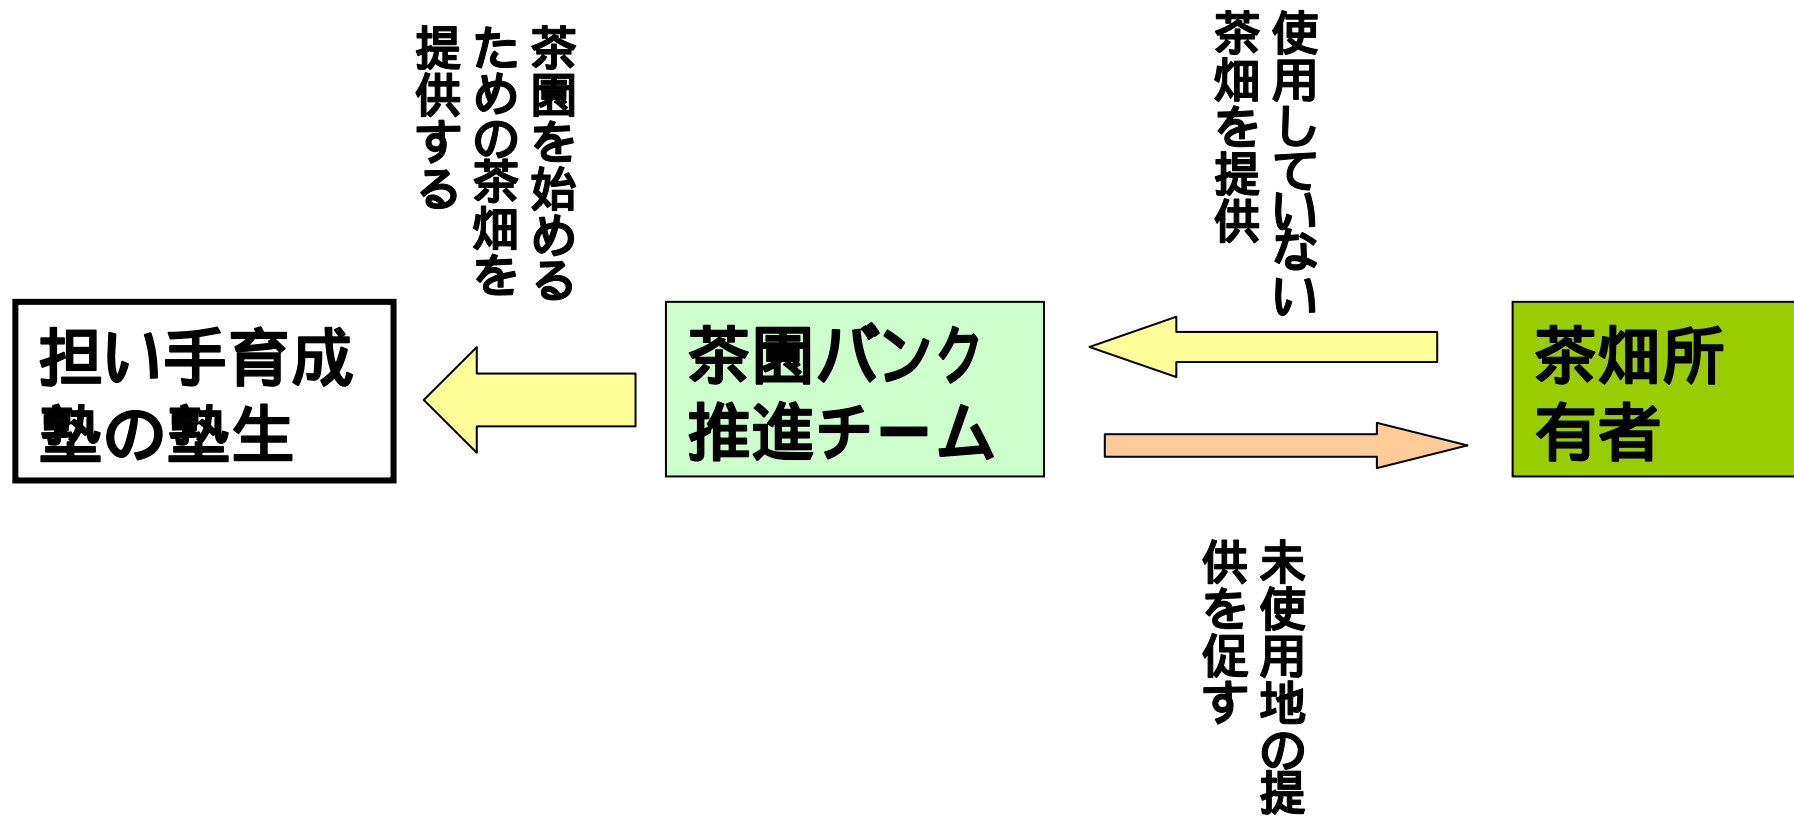 茶園を始める
ための茶畑を
提供する
使用していない
茶畑を提供
担い手育成
塾の塾生
茶園バンク
推進チーム
茶畑所
有者
未使用地の提
供を促す